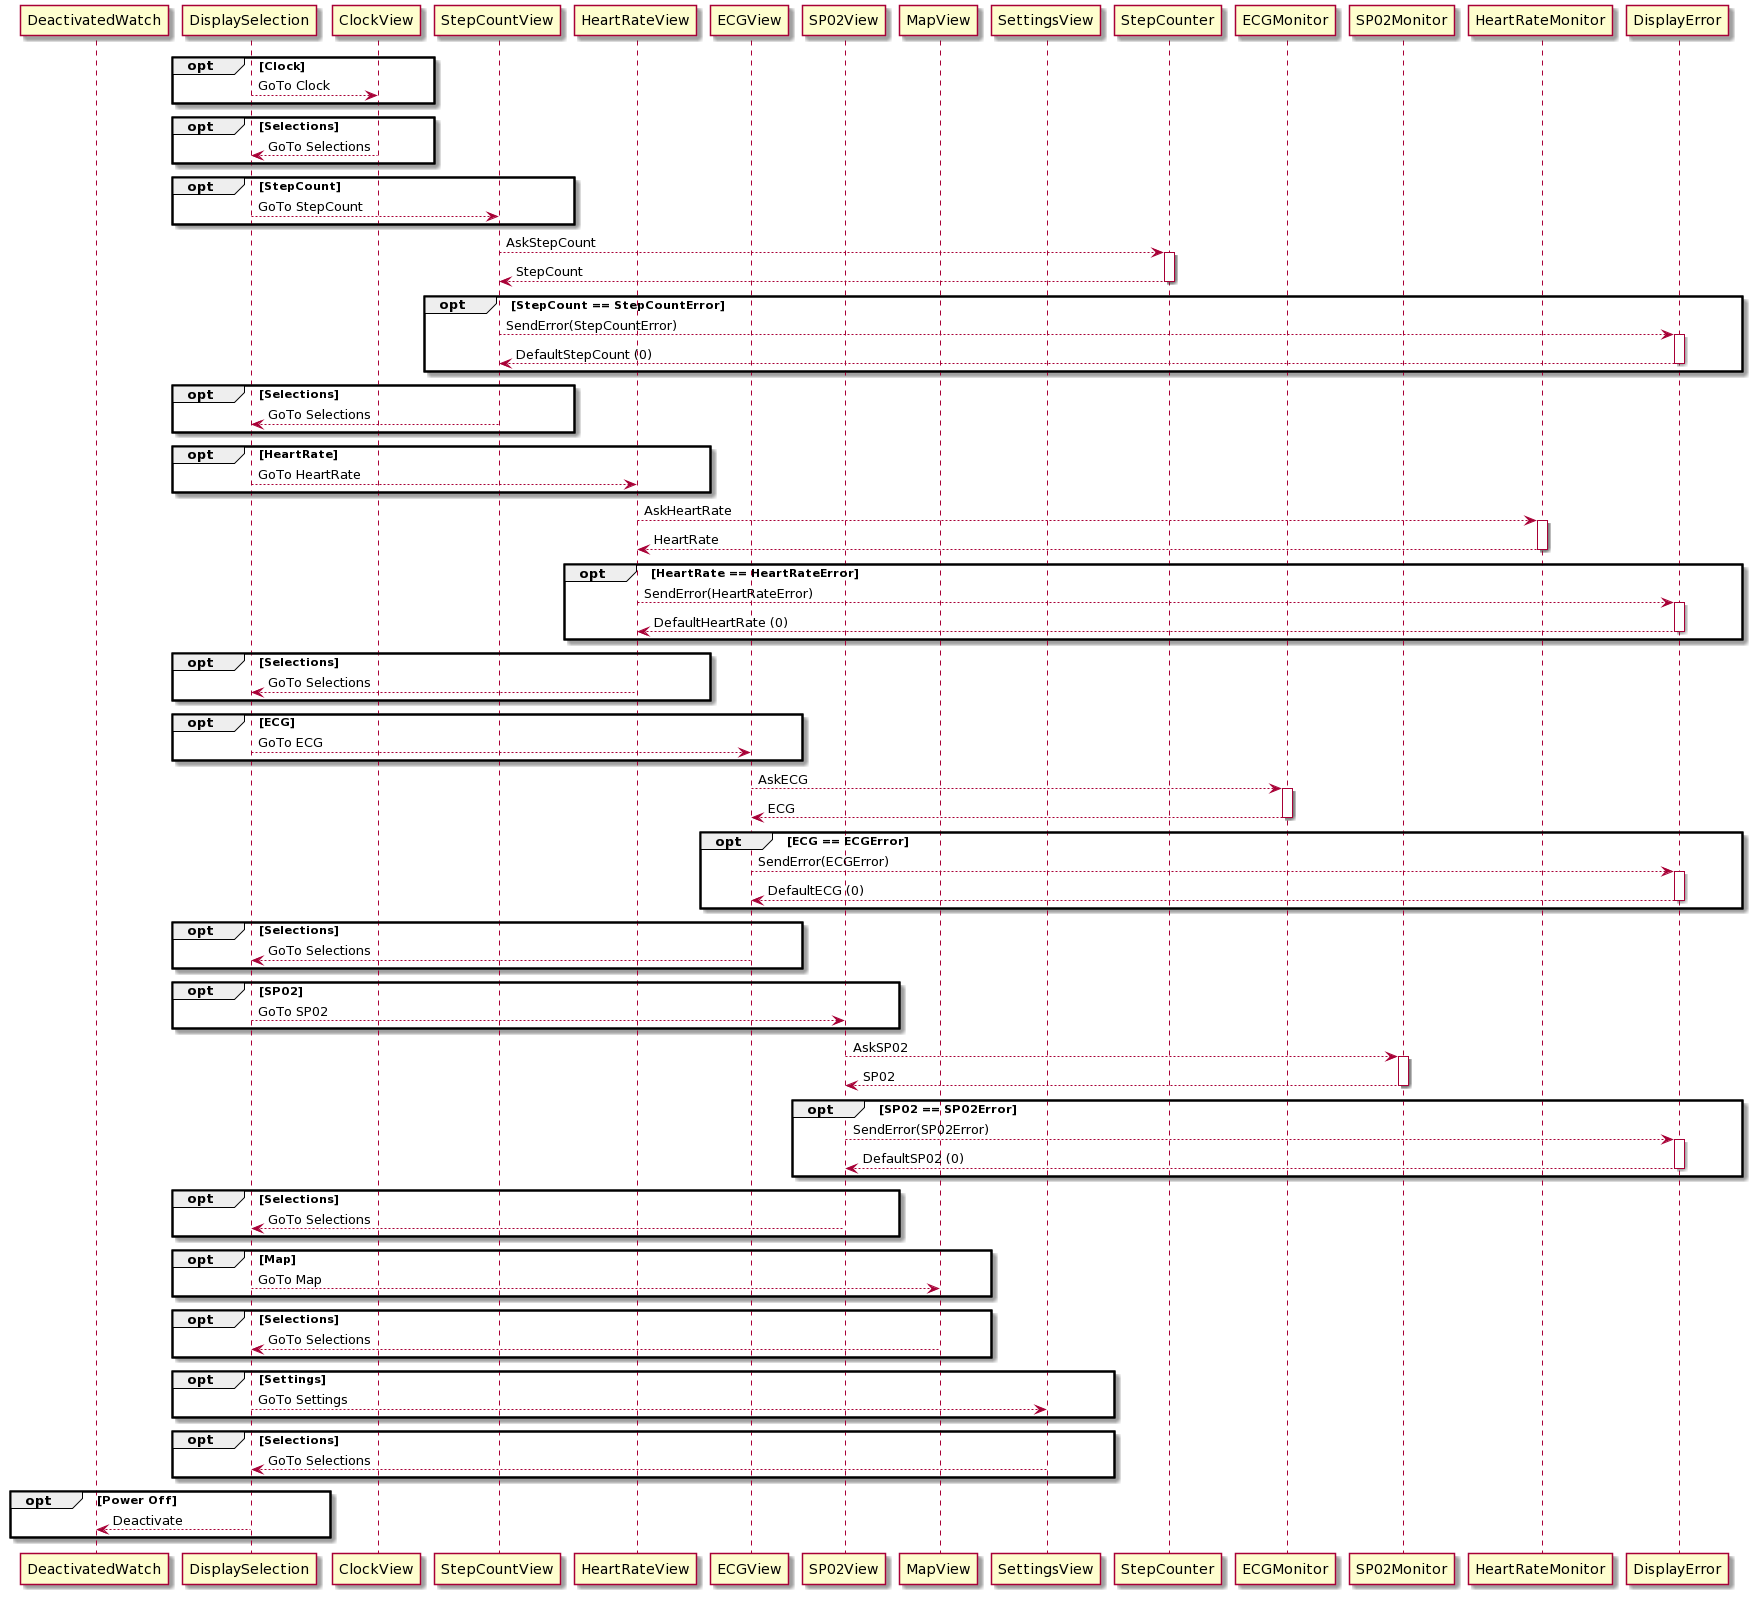 DeactivatedWatch DisplaySelection ClockView StepCountView HeartRateView ECGView SP02View MapView SettingsView StepCounter ECGMonitor SP02Monitor HeartRateMonitor DisplayError
opt [Clock]
GoTo Clock
opt [Selections]
GoTo Selections
opt [StepCount]
GoTo StepCount
AskStepCount
StepCount
opt [StepCount == StepCountError]
SendError(StepCountError)
DefaultStepCount (0)
opt [Selections]
GoTo Selections
opt [HeartRate]
GoTo HeartRate
AskHeartRate
HeartRate
opt [HeartRate == HeartRateError]
SendError(HeartRateError)
DefaultHeartRate (0)
opt [Selections]
GoTo Selections
opt [ECG]
GoTo ECG
AskECG
ECG
opt [ECG == ECGError]
SendError(ECGError)
DefaultECG (0)
opt [Selections]
GoTo Selections
opt [SP02]
GoTo SP02
AskSP02
SP02
opt [SP02 == SP02Error]
SendError(SP02Error)
DefaultSP02 (0)
opt [Selections]
GoTo Selections
opt [Map]
GoTo Map
opt [Selections]
GoTo Selections
opt [Settings]
GoTo Settings
opt [Selections]
GoTo Selections
opt [Power Off]
Deactivate
DeactivatedWatch DisplaySelection ClockView StepCountView HeartRateView ECGView SP02View MapView SettingsView StepCounter ECGMonitor SP02Monitor HeartRateMonitor DisplayError